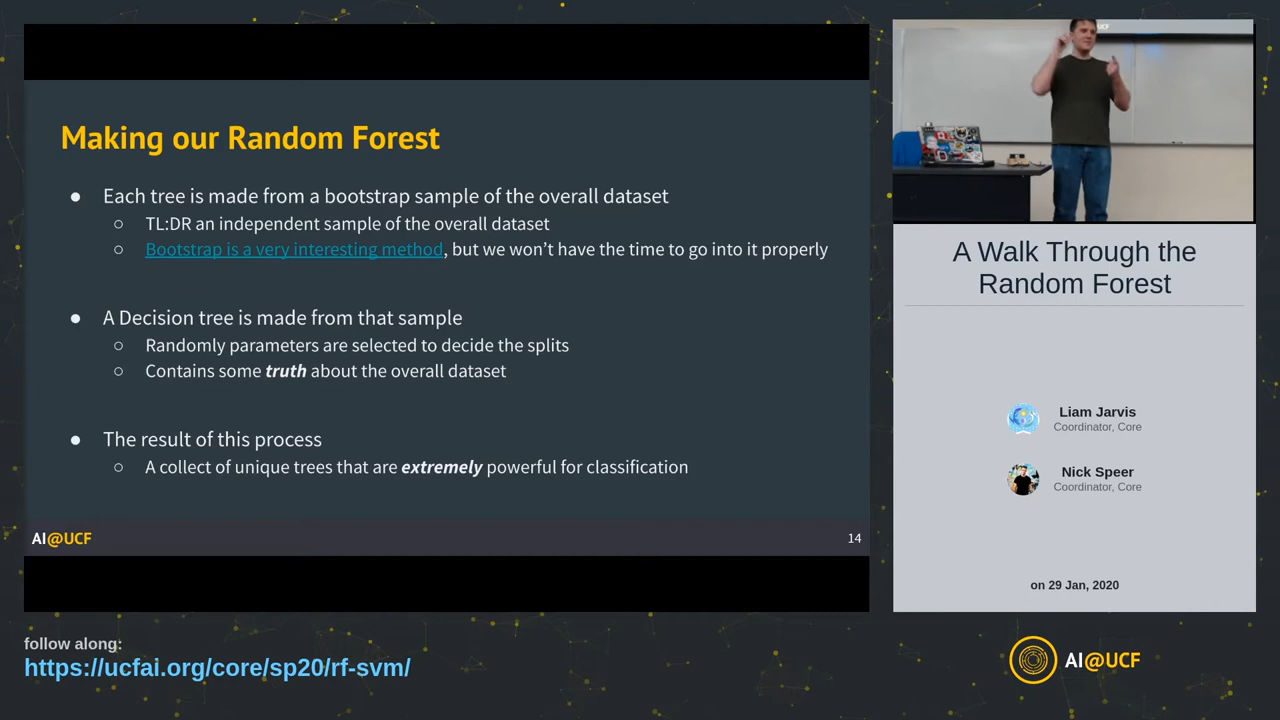 Making our Random Forest
● Each tree is made from a bootstrap sample of the overall dataset
○ TL:DR an independent sample of the overall dataset
○ Bootstrap is a very interesting method, but we won't have the time to go into it properly
● A Decision tree is made from that sample
○ Randomly parameters are selected to decide the splits
○ Contains some truth about the overall dataset
● The result of this process
○ A collect of unique trees that are extremely powerful for classification
AI@UCF
14
A Walk Through the
Random Forest
Liam Jarvis
Coordinator, Core
Nick Speer
Coordinator, Core
on 29 Jan, 2020
follow along:
https://ucfai.org/core/sp20/rf-svm/
AI@UCF